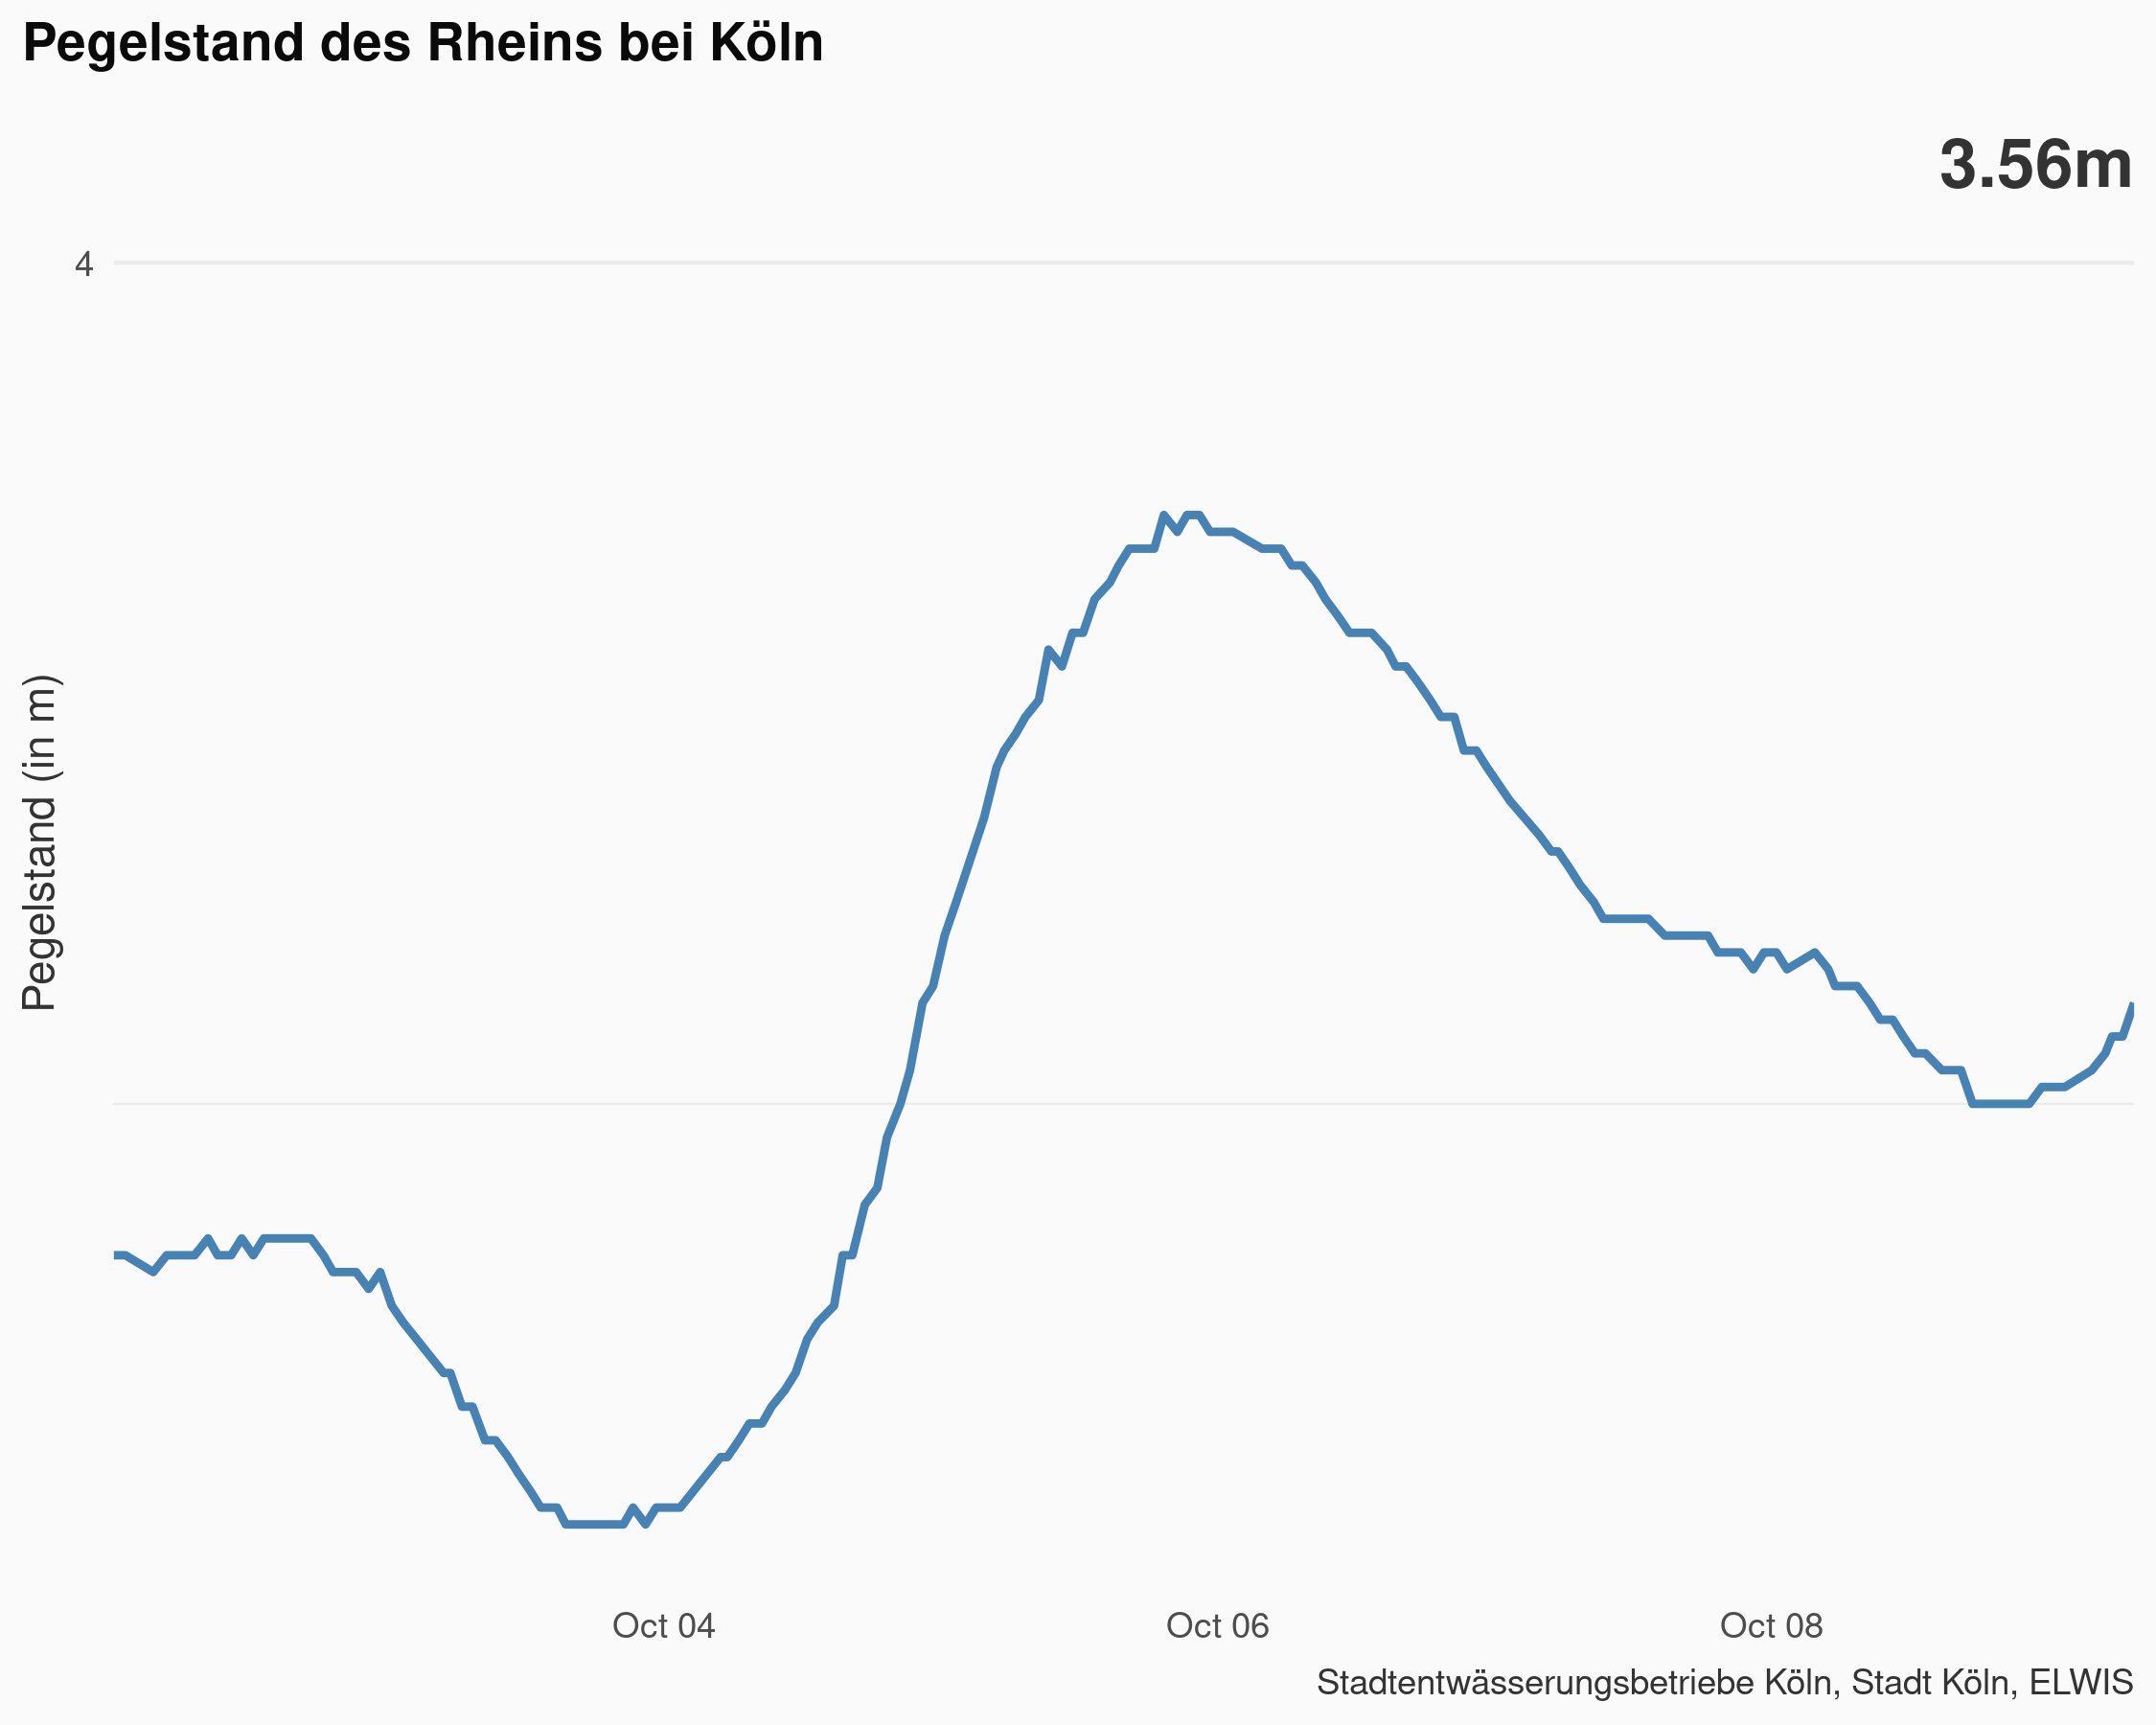 Pegelstand des Rheins bei Köln
3.56m
4
Pegelstand (in m)
Oct 04
Oct 06
Oct 08
Stadtentwässerungsbetriebe Köln, Stadt Köln, ELWIS